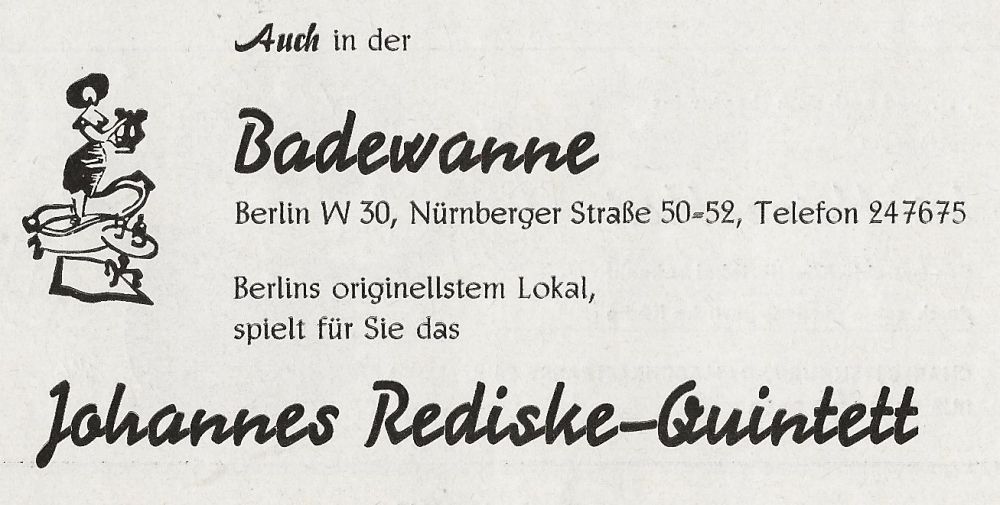 Auch in der
Badewanne
Berlin W 30, Nürnberger Straße 50-52, Telefon 247675
Berlins originellstem Lokal,
spielt für Sie das
Johannes Rediske-Quintett